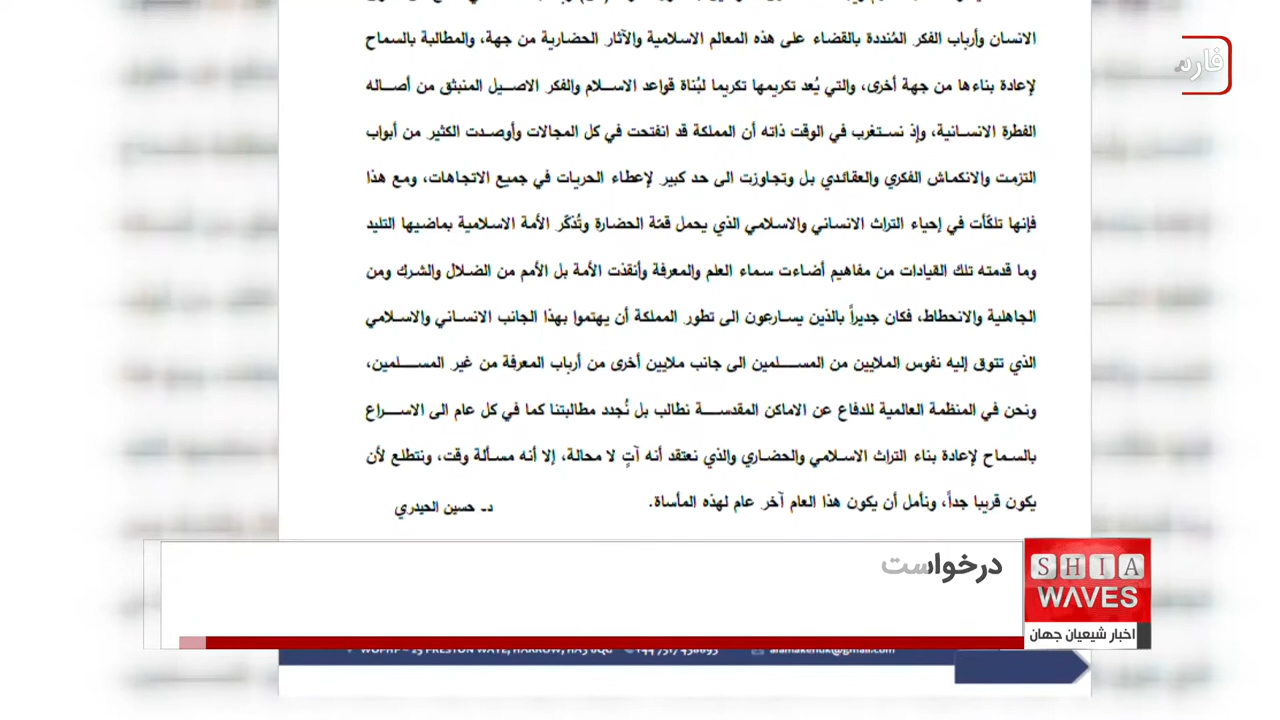 الانسان وأرباب الفكر المُنددة بالقضاء على هذه المعالم الاسلامية والآثار الحضارية من جهة، والمطالبة بالسماح
لإعادة بناءها من جهة أخرى، والتي يُعد تكريمها تكريما لبُناة قواعد الاسلام والفكر الاصيل المنبثق من أصاله
الفطرة الانسانية، وإذ نستغرب في الوقت ذاته أن المملكة قد انفتحت في كل المجالات وأوصدت الكثير من أبواب
التزمت والانكماش الفكري والعقائدي بل وتجاوزت الى حد كبير لإعطاء الحريات في جميع الاتجاهات، ومع هذا
فإنها تلكّأت في إحياء التراث الانساني والاسلامي الذي يحمل قمّة الحضارة وتُذكّر الأمة الاسلامية بماضيها التليد
وما قدمته تلك القيادات من مفاهيم أضاءت سماء العلم والمعرفة وأنقذت الأمة بل الأمم من الضلال والشرك ومن
الجاهلية والانحطاط، فكان جديراً بالذين يسارعون الى تطور المملكة أن يهتموا بهذا الجانب الانساني والاسلامي
الذي تتوق إليه نفوس الملايين من المسلمين الى جانب ملايين أخرى من أرباب المعرفة من غير المسلمين،
ونحن في المنظمة العالمية للدفاع عن الاماكن المقدسة نطالب بل نُجدد مطالبتنا كما في كل عام الى الاسراع
بالسماح لإعادة بناء التراث الاسلامي والحضاري والذي نعتقد أنه آتٍ لا محالة، إلا أنه مسألة وقت، ونتطلع لأن
يكون قريبا جداً، ونأمل أن يكون هذا العام آخر عام لهذه المأساة.
د. حسين الحيدري
درخواست
SHIA
WAVES
اخبار شیعیان جهان